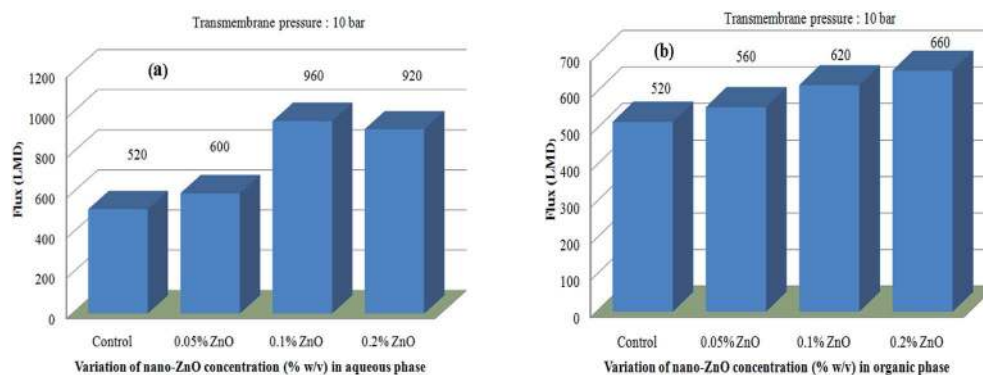 Transmembrane pressure : 10 bar
(a)
1200
1000
800
600
400
200
0
Flux (LMD)
520
600
960
920
Control
0.05% ZnO
0.1% ZnO
0.2% ZnO
Variation of nano-ZnO concentration (% w/v) in aqueous phase
Transmembrane pressure : 10 bar
(b)
700
600
500
400
300
200
100
0
Flux (LMD)
520
560
620
660
Control
0.05% ZnO
0.1% ZnO
0.2% ZnO
Variation of nano-ZnO concentration (% w/v) in organic phase